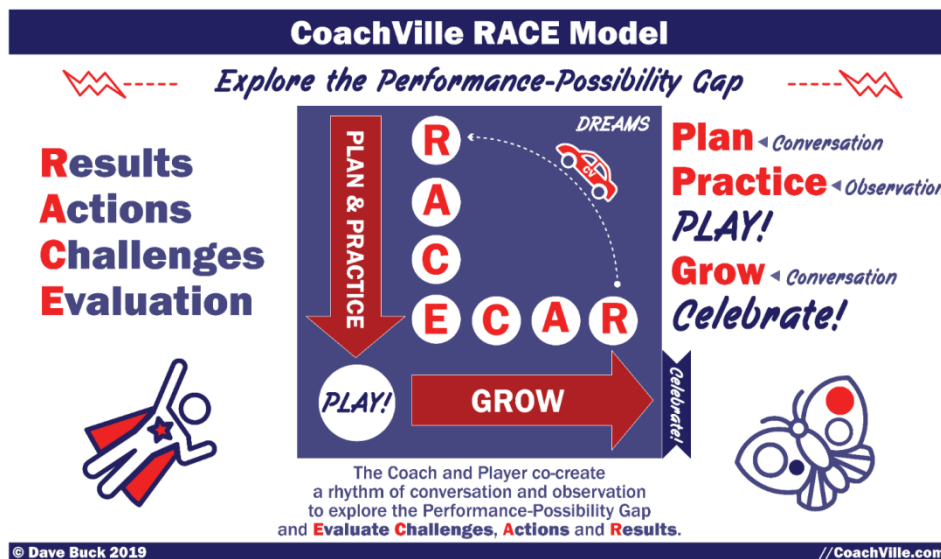 CoachVille RACE Model
Explore the Performance-Possibility Gap
Results
Actions
Challenges
Evaluation
PLAN & PRACTICE
R
A
C
E C A R
DREAMS
CV
PLAY!
GROW
Celebrate!
Plan Conversation
Practice Observation
PLAY!
Grow Conversation
Celebrate!
The Coach and Player co-create
a rhythm of conversation and observation
to explore the Performance-Possibility Gap
and Evaluate Challenges, Actions and Results.
© Dave Buck 2019
//CoachVille.com